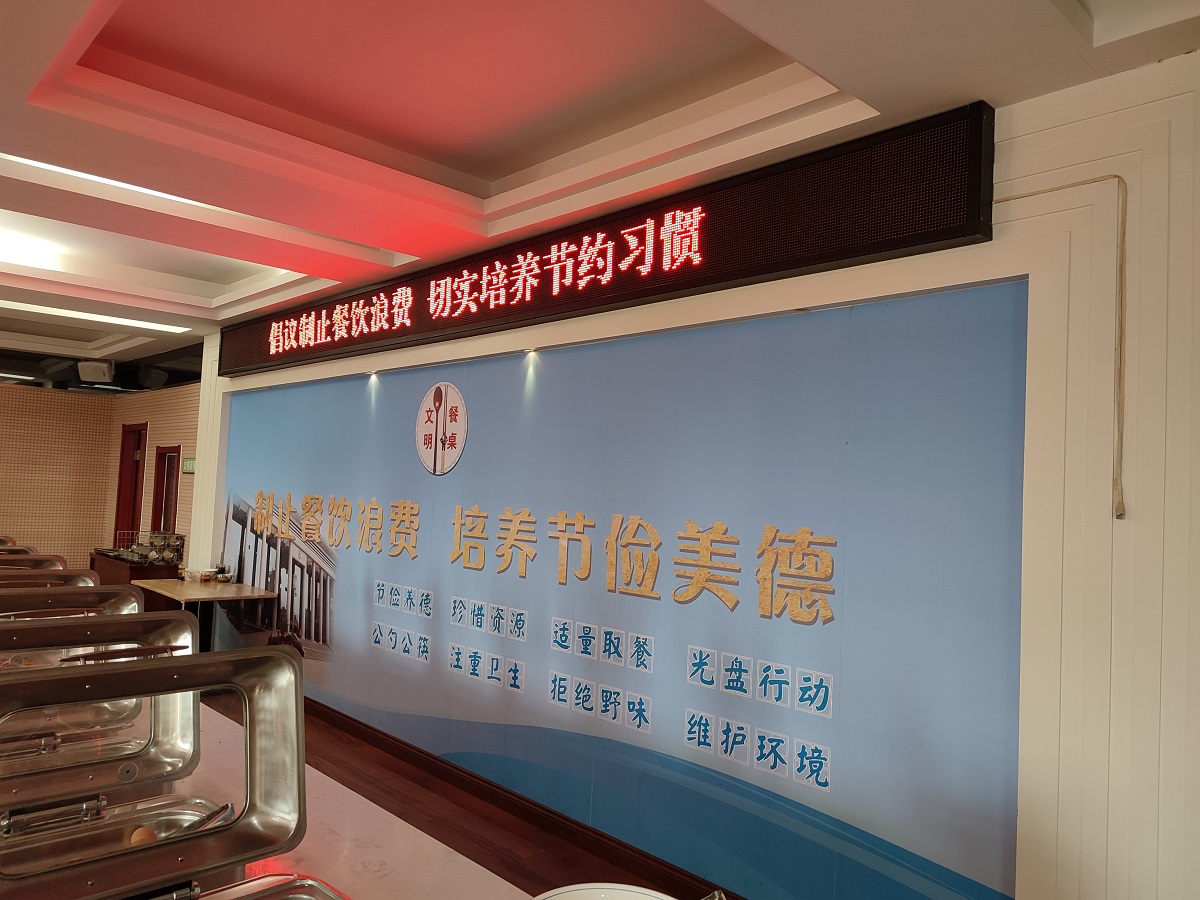 倡议制止餐饮浪费 切实培养节约习惯
文明 餐桌
制止餐饮浪费 培养节俭美德
节俭养德 珍惜资源 适量取餐 光盘行动
公勺公筷 注重卫生 拒绝野味 维护环境